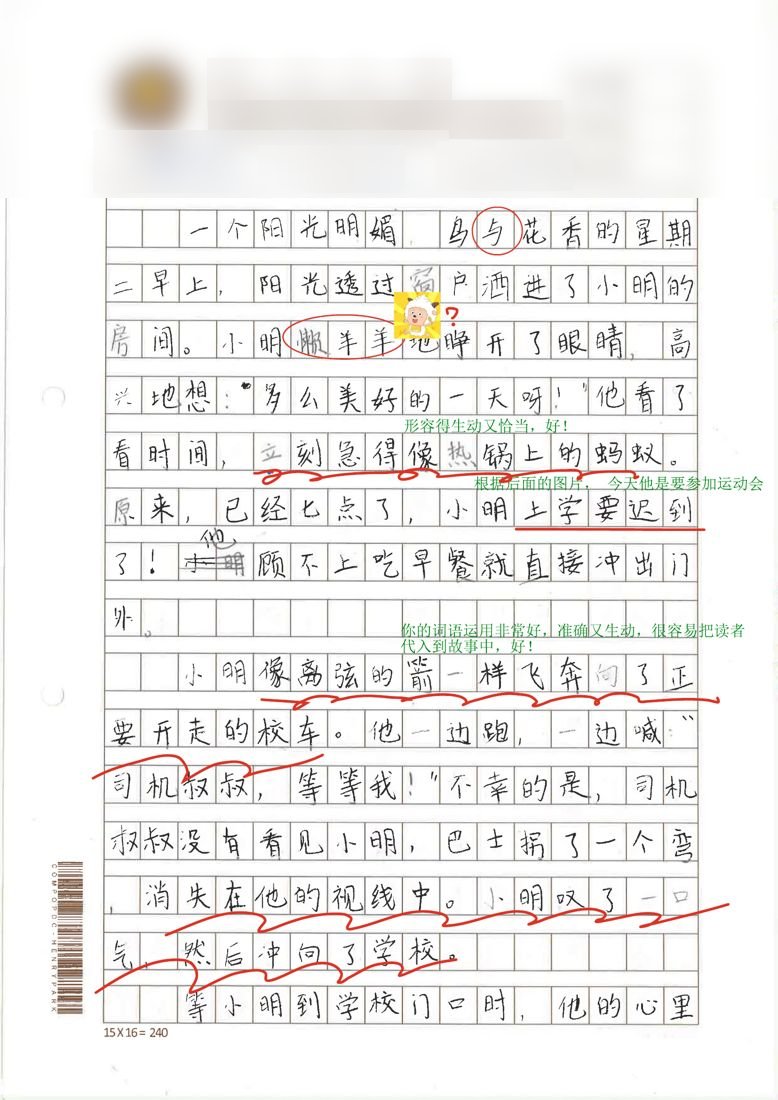 一个阳光明媚、鸟与花香的星期
二早上，阳光透过窗户洒进了小明的
房间。小明懒羊羊地睁开了眼睛，高
?
兴地想："多么美好的一天呀！"他看了
形容得生动又恰当，好！
看时间，立刻急得像热锅上的蚂蚁。
根据后面的图片， 今天他是要参加运动会
原来，已经七点了，小明上学要迟到
他
了！小明顾不上吃早餐就直接冲出门
外。
你的词语运用非常好，准确又生动，很容易把读者
代入到故事中，好！
小明像离弦的箭一样飞奔向了正
要开走的校车。他一边跑，一边喊："
司机叔叔，等等我！"不幸的是，司机
叔叔没有看见小明，巴士拐了一个弯
，消失在他的视线中。小明叹了一口
气，然后冲向了学校。
等小明到学校门口时，他的心里
15X16=240
COMPOPDC-HENRYPARK